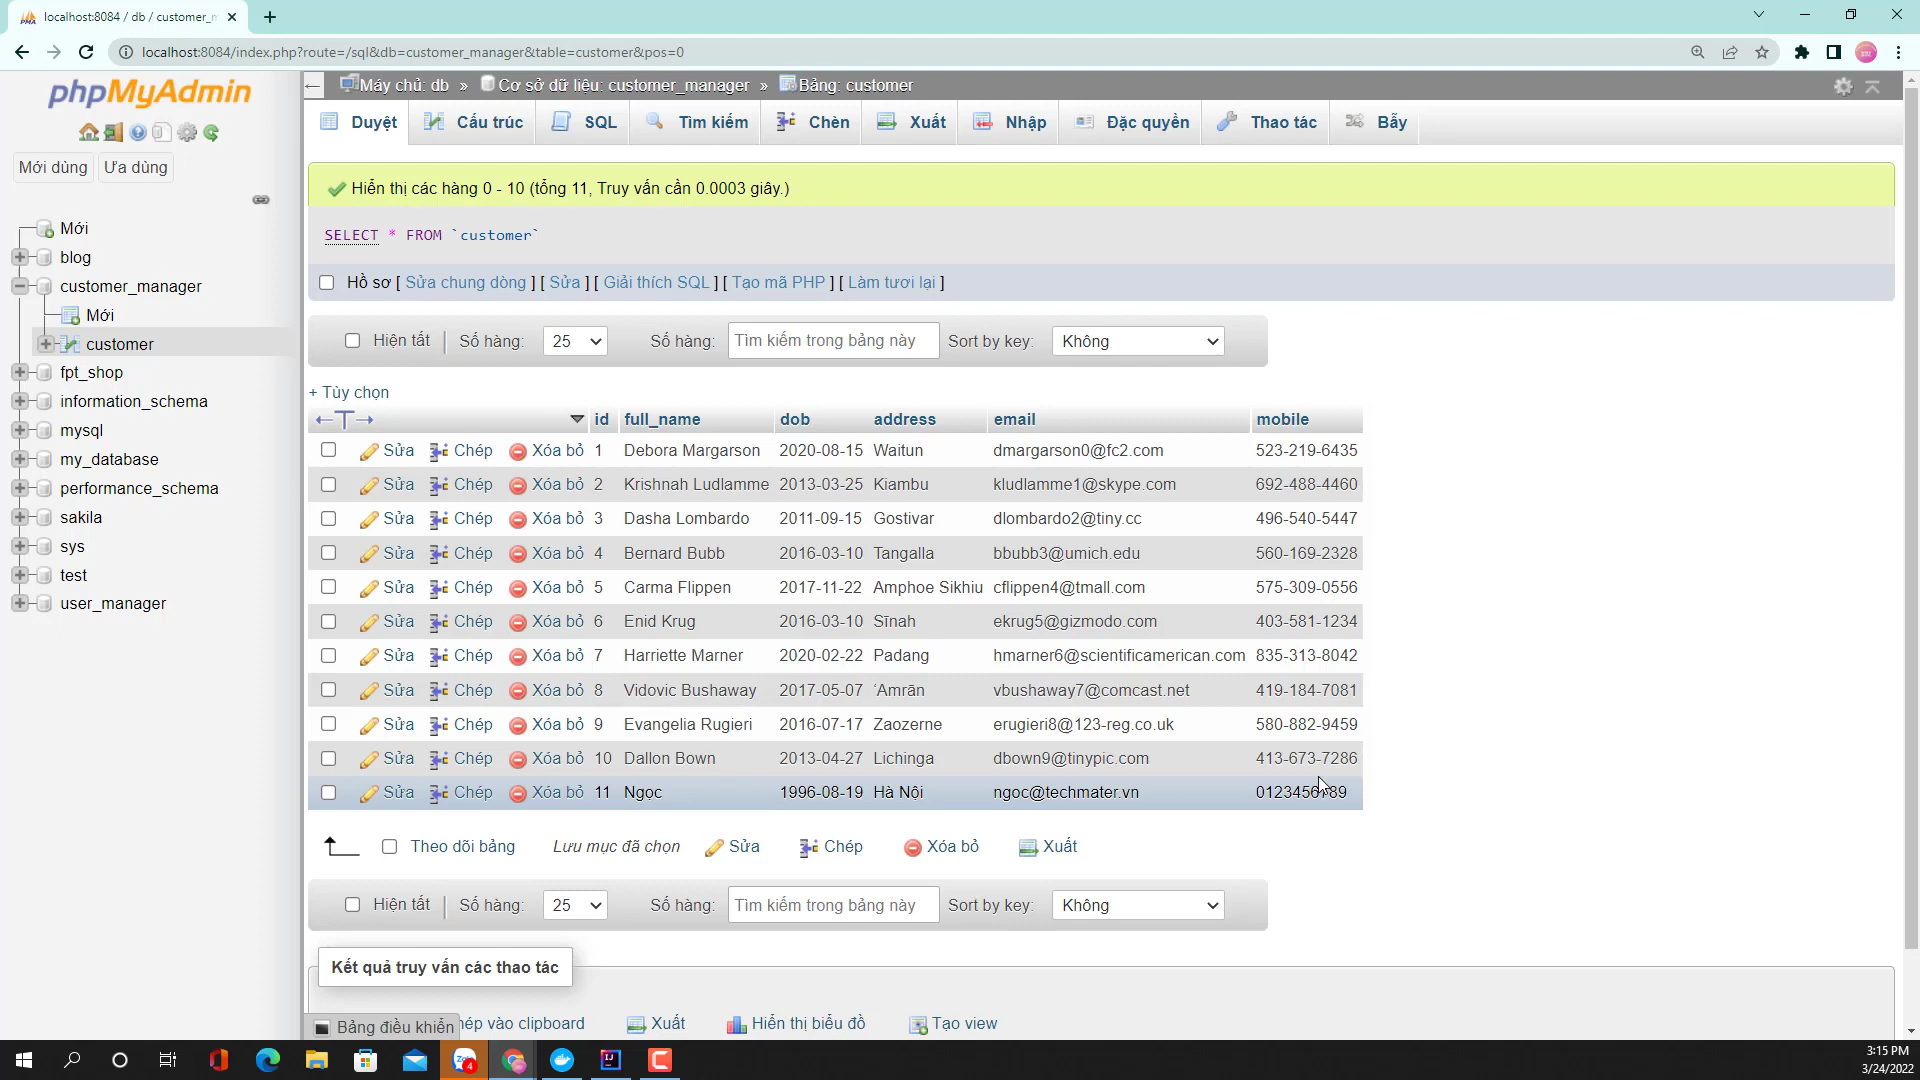 localhost:8084 / db / customer_m
localhost:8084/index.php?route=/sql&db=customer_manager&table=customer&pos=0
phpMyAdmin
Mới dùng Ưa dùng
Mới
blog
customer_manager
Mới
customer
fpt_shop
information_schema
mysql
my_database
performance_schema
sakila
sys
test
user_manager
Máy chủ: db » Cơ sở dữ liệu: customer_manager » Bảng: customer
Duyệt Cấu trúc SQL Tìm kiếm Chèn Xuất Nhập Đặc quyền Thao tác Bẫy
Hiển thị các hàng 0 - 10 (tổng 11, Truy vấn cần 0.0003 giây.)
SELECT * FROM `customer`
Hồ sơ [ Sửa chung dòng ] [ Sửa ] [ Giải thích SQL ] [ Tạo mã PHP ] [ Làm tươi lại ]
Hiện tất | Số hàng: 25 Số hàng: Tìm kiếm trong bảng này Sort by key: Không
+ Tùy chọn
←T→ id full_name dob address email mobile
Sửa Chép Xóa bỏ 1 Debora Margarson 2020-08-15 Waitun dmargarson0@fc2.com 523-219-6435
Sửa Chép Xóa bỏ 2 Krishnah Ludlamme 2013-03-25 Kiambu kludlamme1@skype.com 692-488-4460
Sửa Chép Xóa bỏ 3 Dasha Lombardo 2011-09-15 Gostivar dlombardo2@tiny.cc 496-540-5447
Sửa Chép Xóa bỏ 4 Bernard Bubb 2016-03-10 Tangalla bbubb3@umich.edu 560-169-2328
Sửa Chép Xóa bỏ 5 Carma Flippen 2017-11-22 Amphoe Sikhiu cflippen4@tmall.com 575-309-0556
Sửa Chép Xóa bỏ 6 Enid Krug 2016-03-10 Sīnah ekrug5@gizmodo.com 403-581-1234
Sửa Chép Xóa bỏ 7 Harriette Marner 2020-02-22 Padang hmarner6@scientificamerican.com 835-313-8042
Sửa Chép Xóa bỏ 8 Vidovic Bushaway 2017-05-07 ‘Amrān vbushaway7@comcast.net 419-184-7081
Sửa Chép Xóa bỏ 9 Evangelia Rugieri 2016-07-17 Zaozerne erugieri8@123-reg.co.uk 580-882-9459
Sửa Chép Xóa bỏ 10 Dallon Bown 2013-04-27 Lichinga dbown9@tinypic.com 413-673-7286
Sửa Chép Xóa bỏ 11 Ngọc 1996-08-19 Hà Nội ngoc@techmater.vn 0123456789
Theo dõi bảng Lưu mục đã chọn Sửa Chép Xóa bỏ Xuất
Hiện tất | Số hàng: 25 Số hàng: Tìm kiếm trong bảng này Sort by key: Không
Kết quả truy vấn các thao tác
Bảng điều khiển hép vào clipboard Xuất Hiển thị biểu đồ Tạo view
3:15 PM
3/24/2022